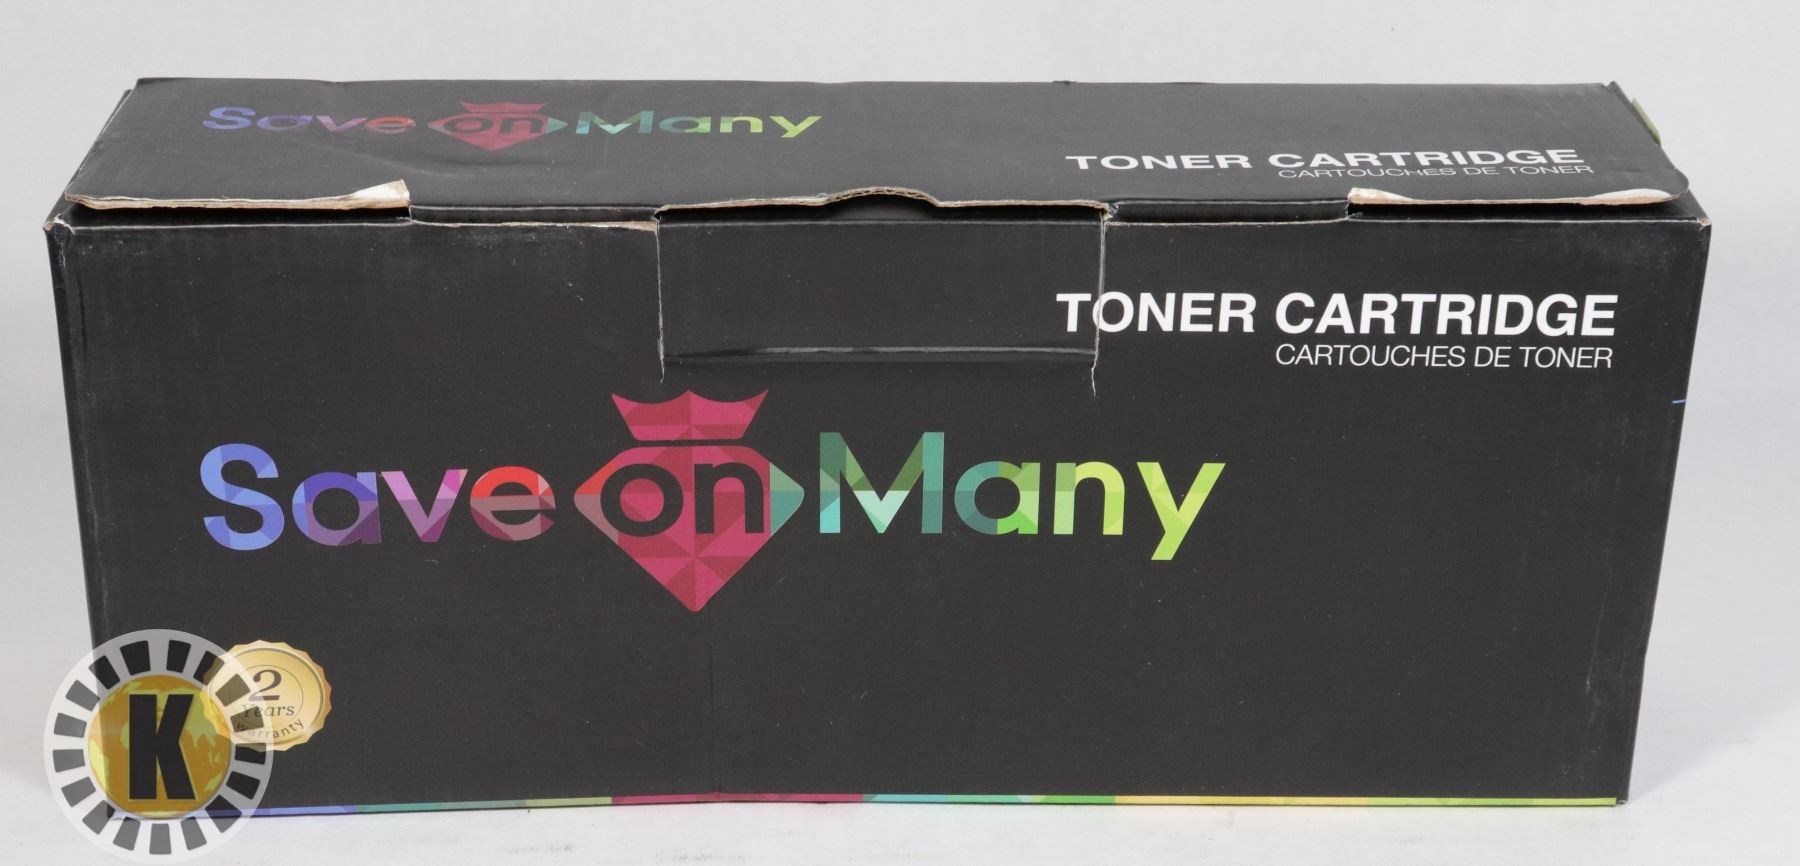 Save on Many
TONER CARTRIDGE
CARTOUCHES DE TONER
TONER CARTRIDGE
CARTOUCHES DE TONER
Save on Many
2
Years
Warranty
K